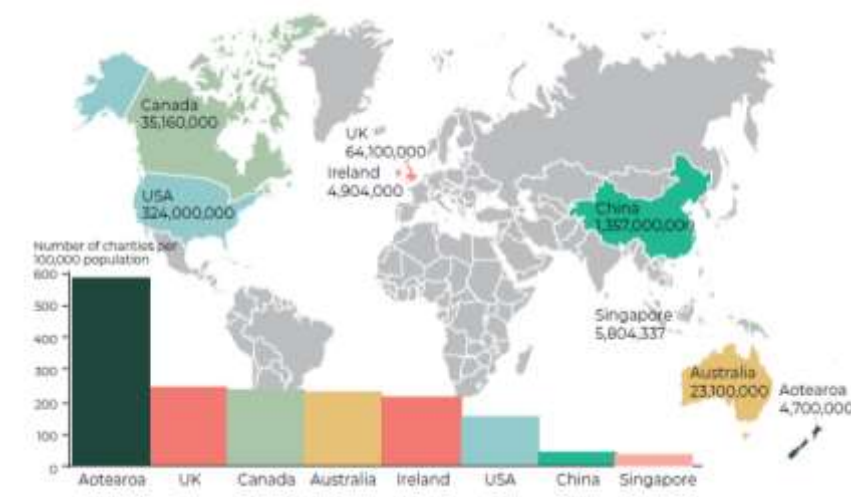 Canada
35,160,000
UK
64,100,000
Ireland
4,904,000
USA
324,000,000
China
1,357,000,000
Number of charities per
100,000 population
600
500
400
300
200
100
0
Singapore
5,804,337
Australia
23,100,000
Aotearoa
4,700,000
Aotearoa UK Canada Australia Ireland USA China Singapore